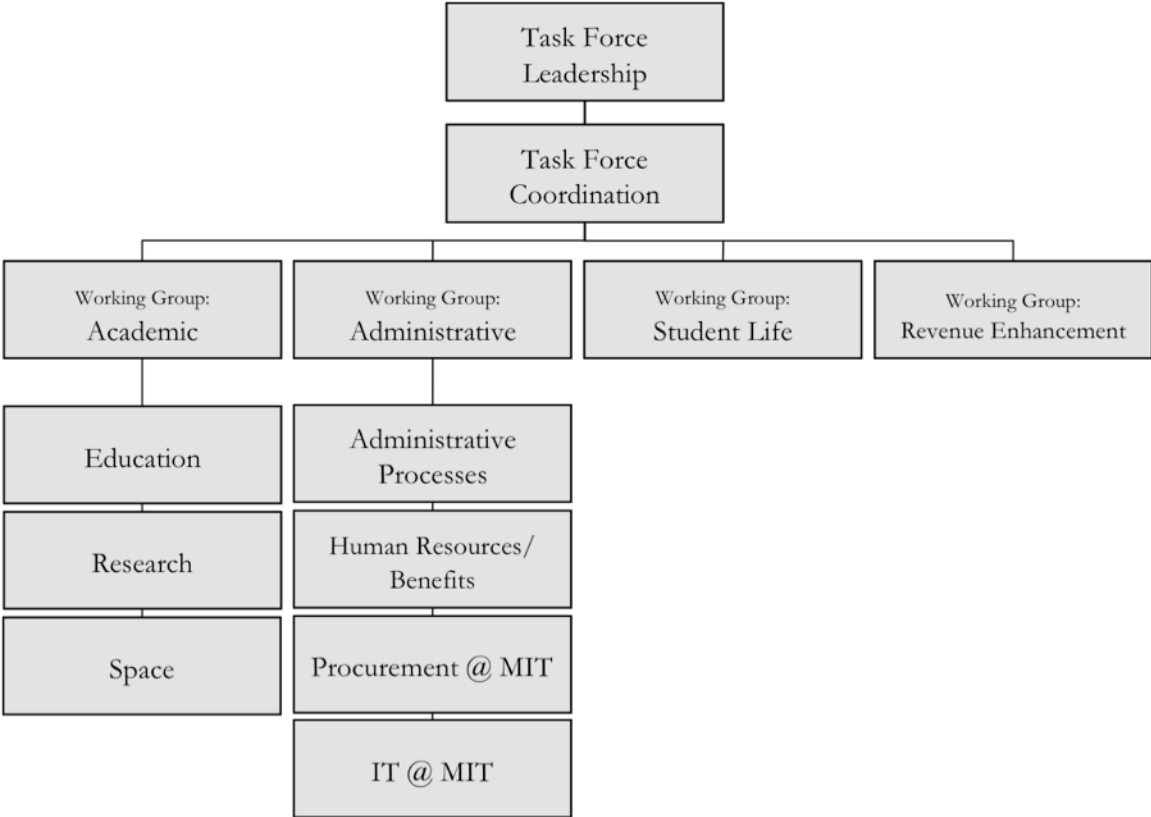 Task Force
Leadership
Task Force
Coordination
Working Group:
Academic
Working Group:
Administrative
Working Group:
Student Life
Working Group:
Revenue Enhancement
Education
Research
Space
Administrative
Processes
Human Resources/
Benefits
Procurement @ MIT
IT @ MIT